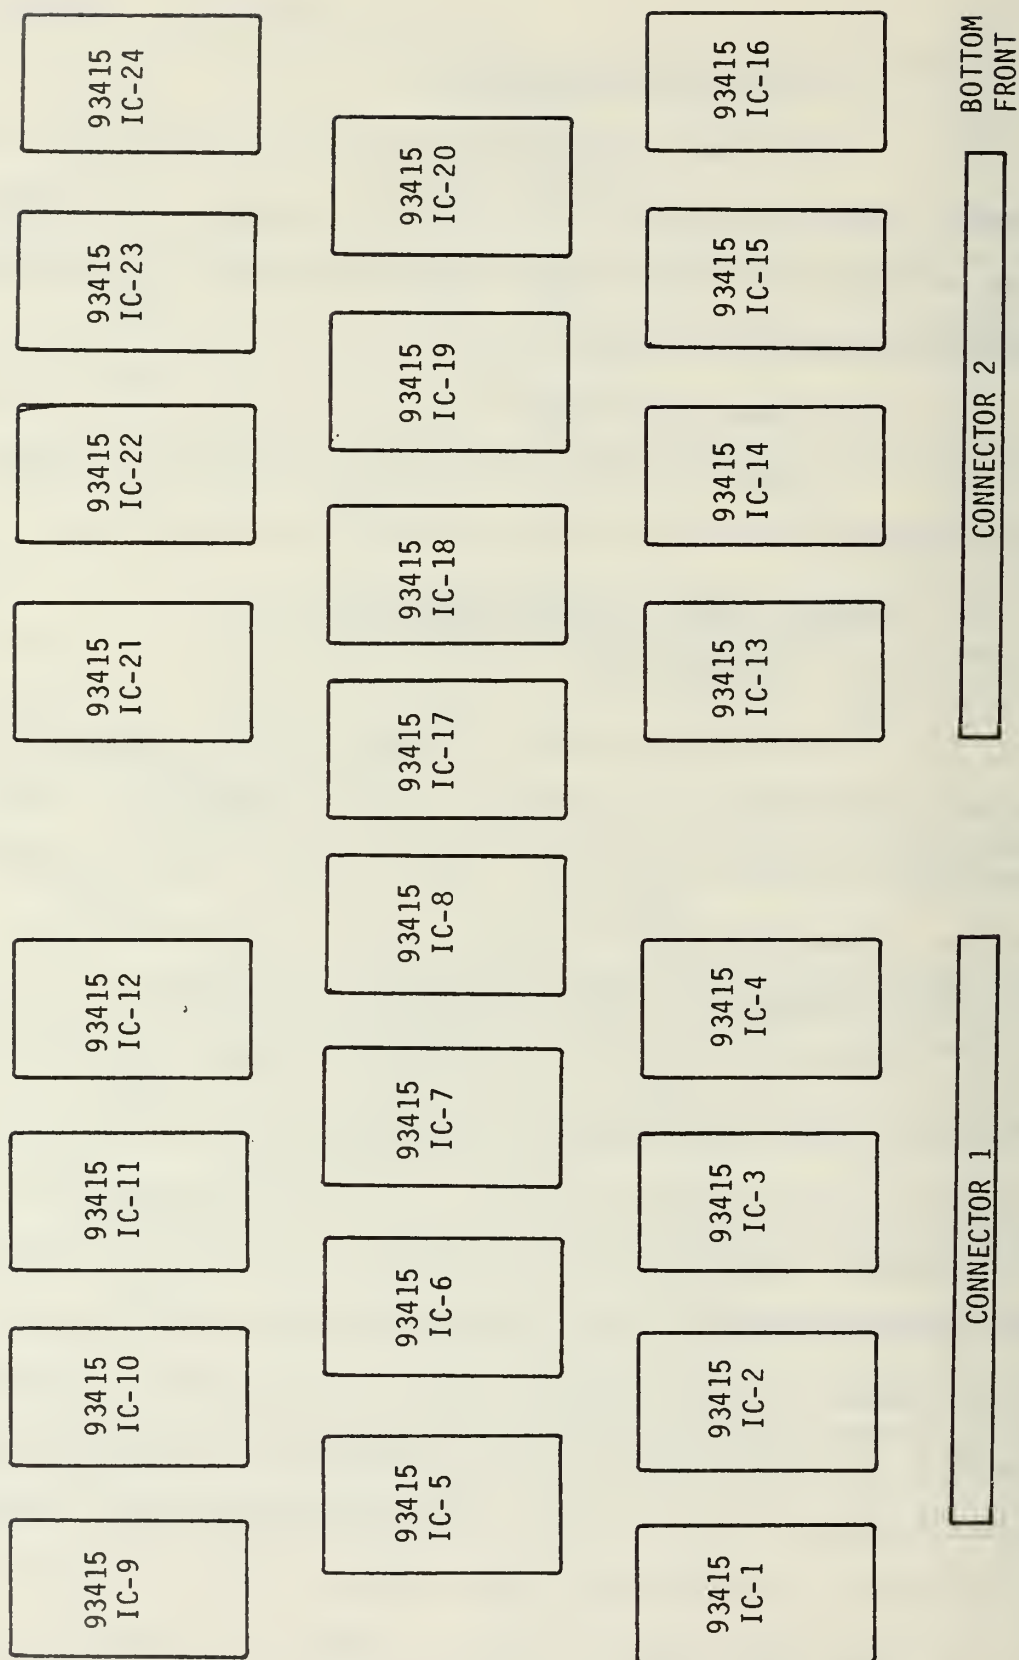 93415
IC-9
93415
IC-10
93415
IC-11
93415
IC-12
93415
IC-21
93415
IC-22
93415
IC-23
93415
IC-24
93415
IC-5
93415
IC-6
93415
IC-7
93415
IC-8
93415
IC-17
93415
IC-18
93415
IC-19
93415
IC-20
93415
IC-1
93415
IC-2
93415
IC-3
93415
IC-4
93415
IC-13
93415
IC-14
93415
IC-15
93415
IC-16
CONNECTOR 1
CONNECTOR 2
BOTTOM
FRONT